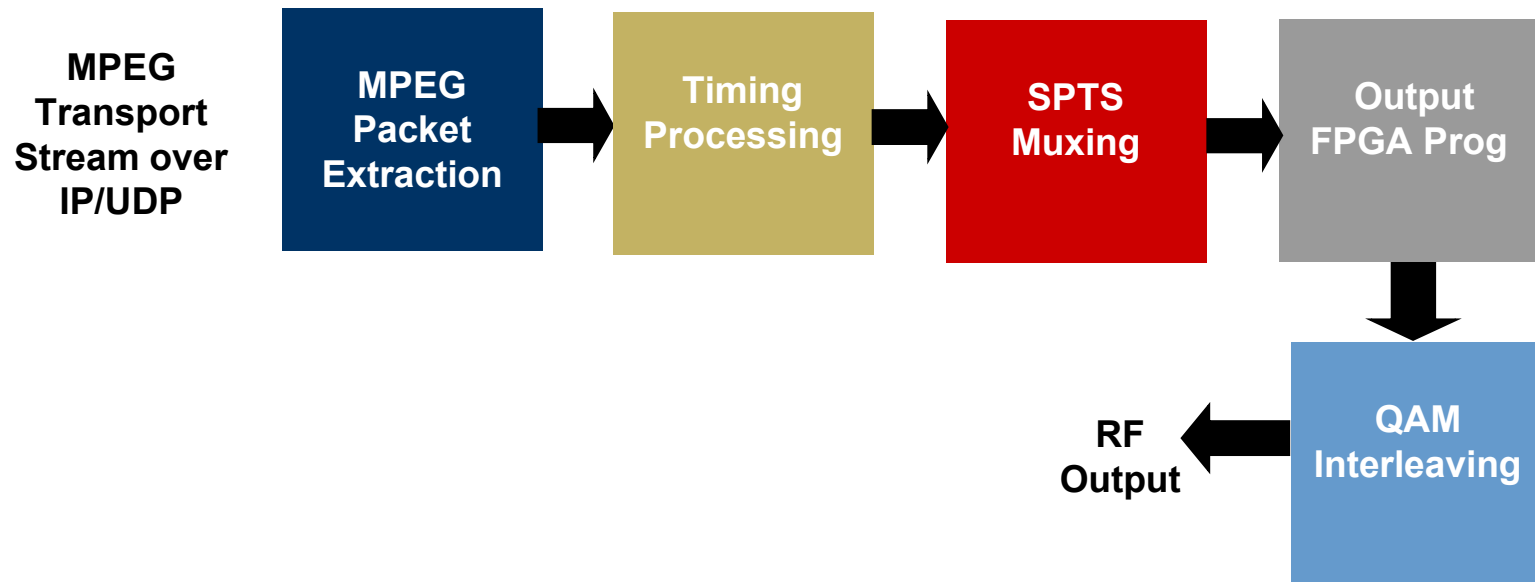 MPEG
Transport
Stream over
IP/UDP
MPEG
Packet
Extraction
Timing
Processing
SPTS
Muxing
Output
FPGA Prog
QAM
Interleaving
RF
Output